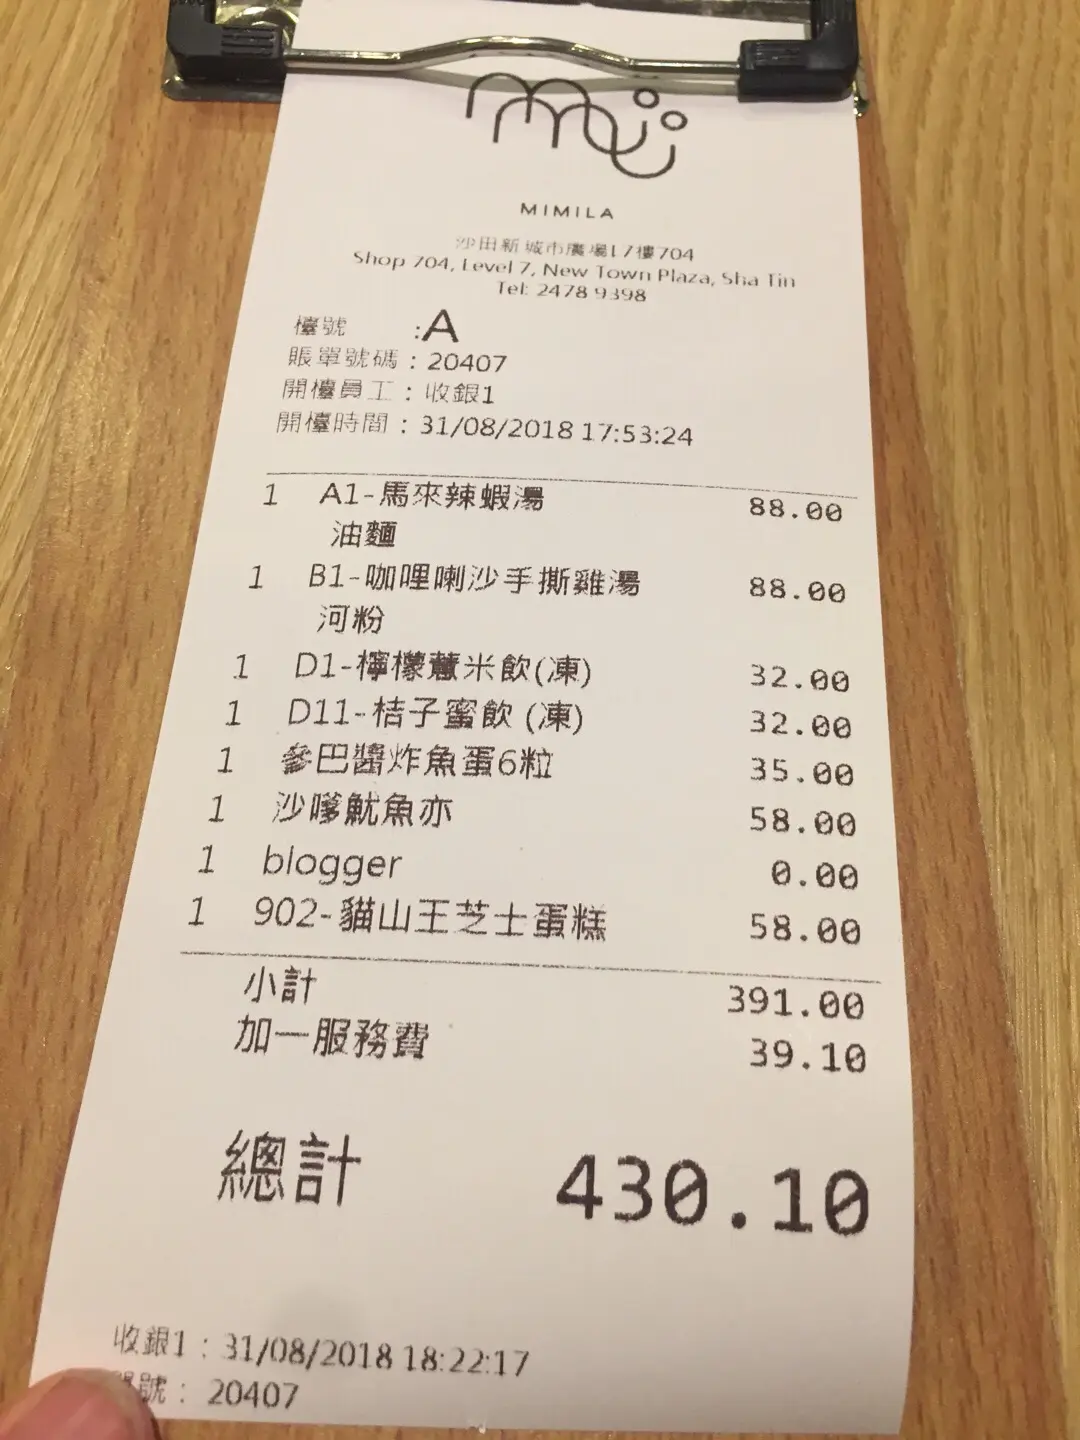 MIMILA
沙田新城市廣場L7樓704
Shop 704, Level 7, New Town Plaza, Sha Tin
Tel: 2478 9398
檯號 :A
賬單號碼 : 20407
開檯員工 : 收銀1
開檯時間 : 31/08/2018 17:53:24
1 A1-馬來辣蝦湯 88.00
油麵
1 B1-咖哩喇沙手撕雞湯 88.00
河粉
1 D1-檸檬薏米飲(凍) 32.00
1 D11-桔子蜜飲 (凍) 32.00
1 參巴醬炸魚蛋6粒 35.00
1 沙嗲魷魚亦 58.00
1 blogger 0.00
1 902-貓山王芝士蛋糕 58.00
小計 391.00
加一服務費 39.10
總計 430.10
收銀1 : 31/08/2018 18:22:17
單號 : 20407